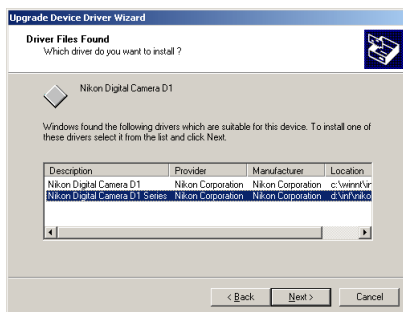 Upgrade Device Driver Wizard
Driver Files Found
Which driver do you want to install ?
Nikon Digital Camera D1
Windows found the following drivers which are suitable for this device. To install one of
these drivers select it from the list and click Next.
Description Provider Manufacturer Location
Nikon Digital Camera D1 Nikon Corporation Nikon Corporation c:\winnt\ir
Nikon Digital Camera D1 Series Nikon Corporation Nikon Corporation d:\inf\niko
< Back Next > Cancel